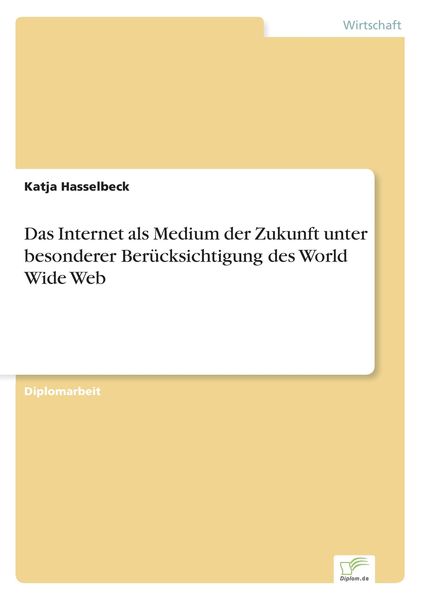 Wirtschaft
Katja Hasselbeck
Das Internet als Medium der Zukunft unter
besonderer Berücksichtigung des World
Wide Web
Diplomarbeit
Diplom.de